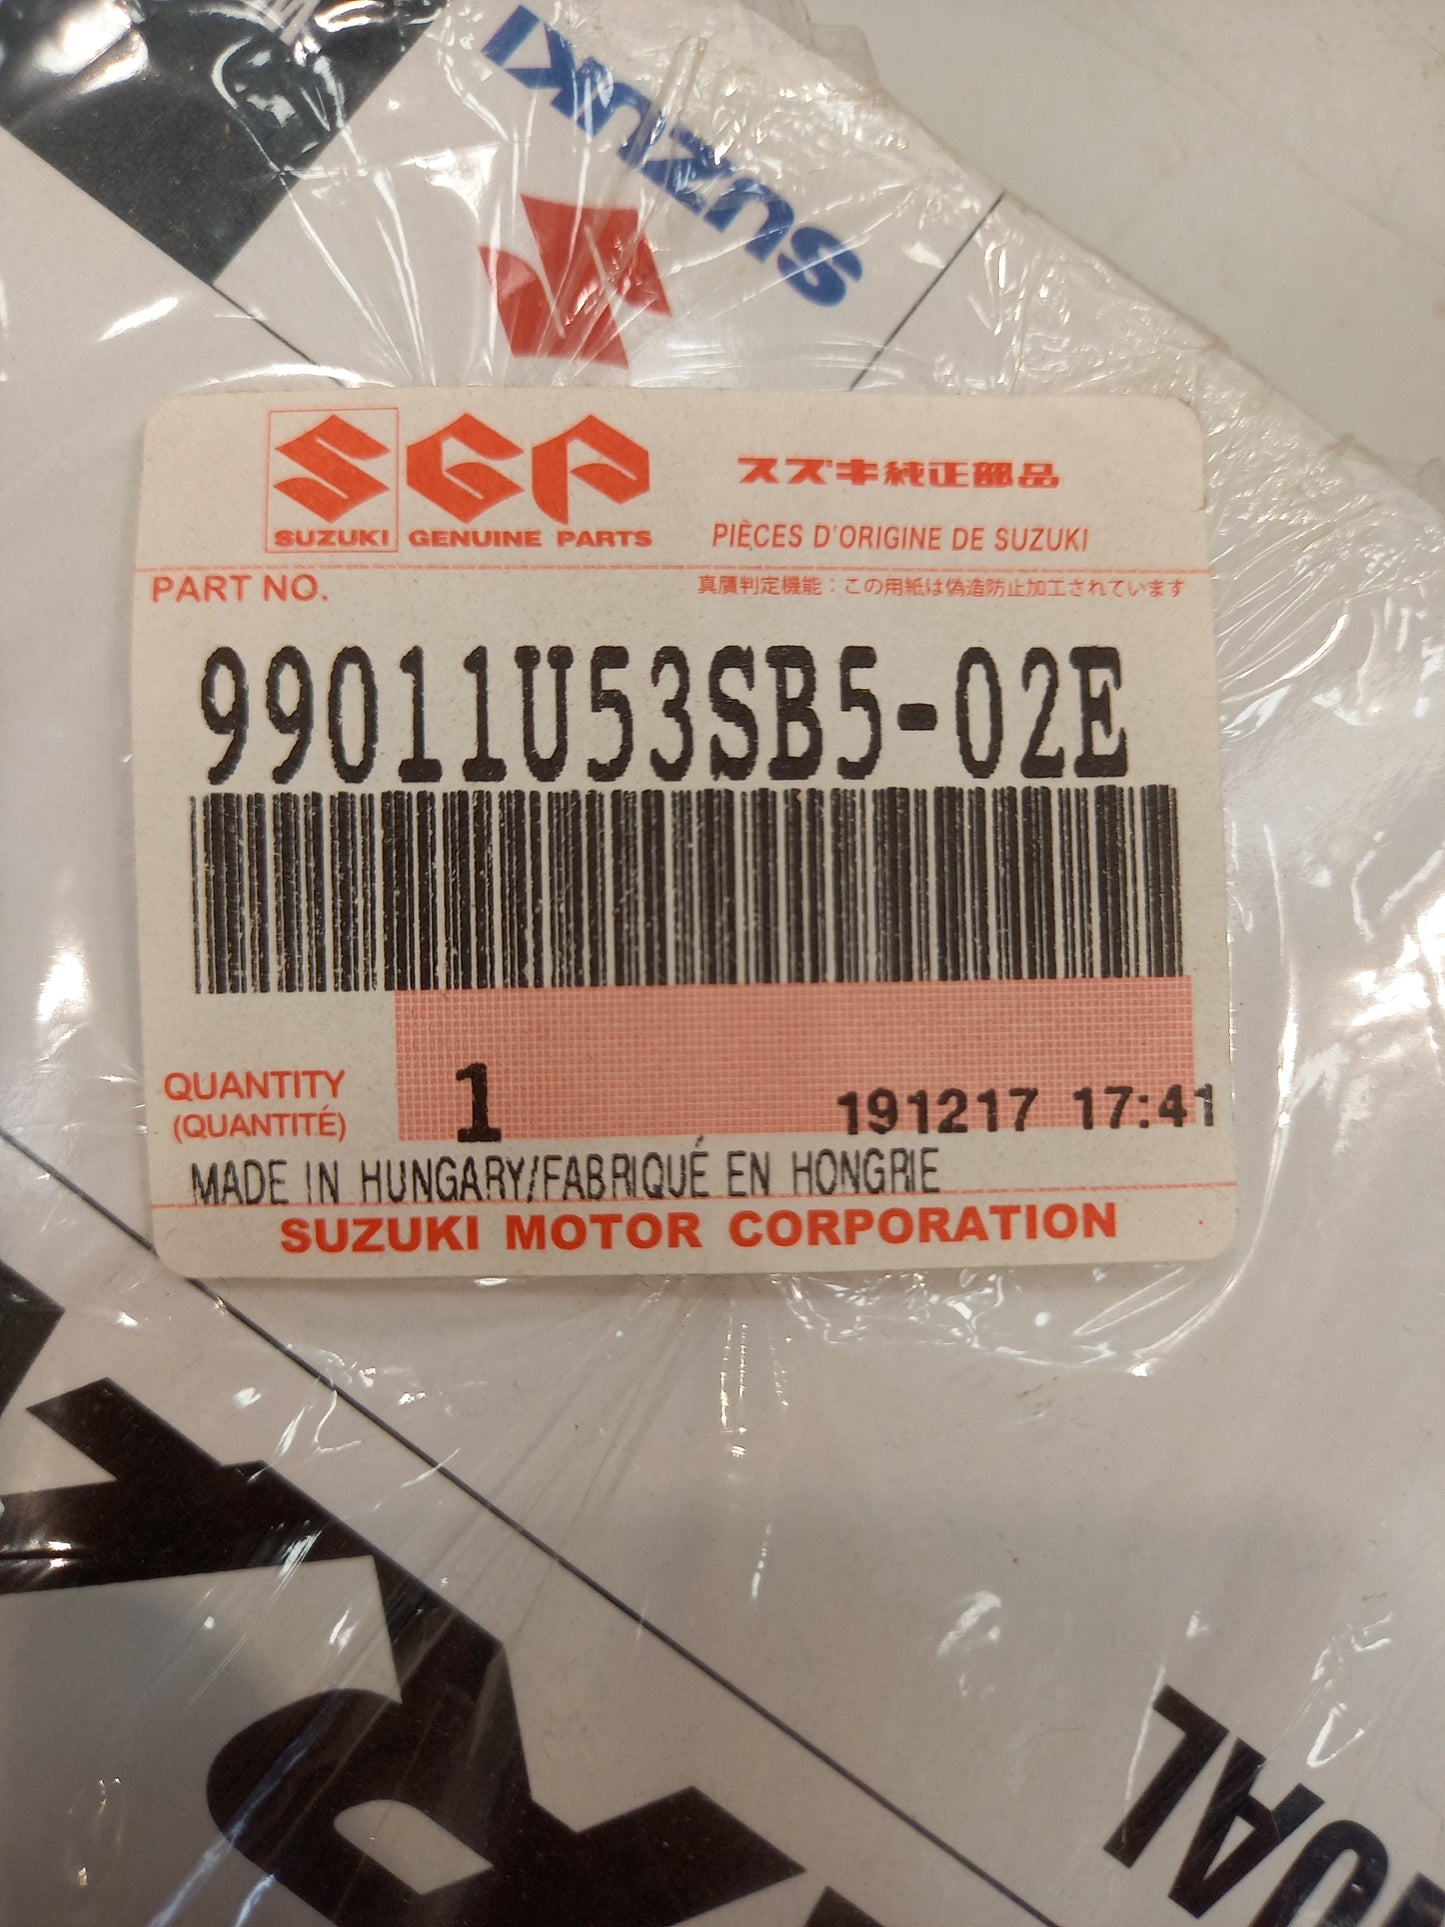 SUZUKI
SGP
スズキ純正部品
SUZUKI GENUINE PARTS
PIÈCES D'ORIGINE DE SUZUKI
PART NO.
真贋判定機能：この用紙は偽造防止加工されています
99011U53SB5-02E
QUANTITY
(QUANTITÉ)
1
191217 17:41
MADE IN HUNGARY/FABRIQUÉ EN HONGRIE
SUZUKI MOTOR CORPORATION